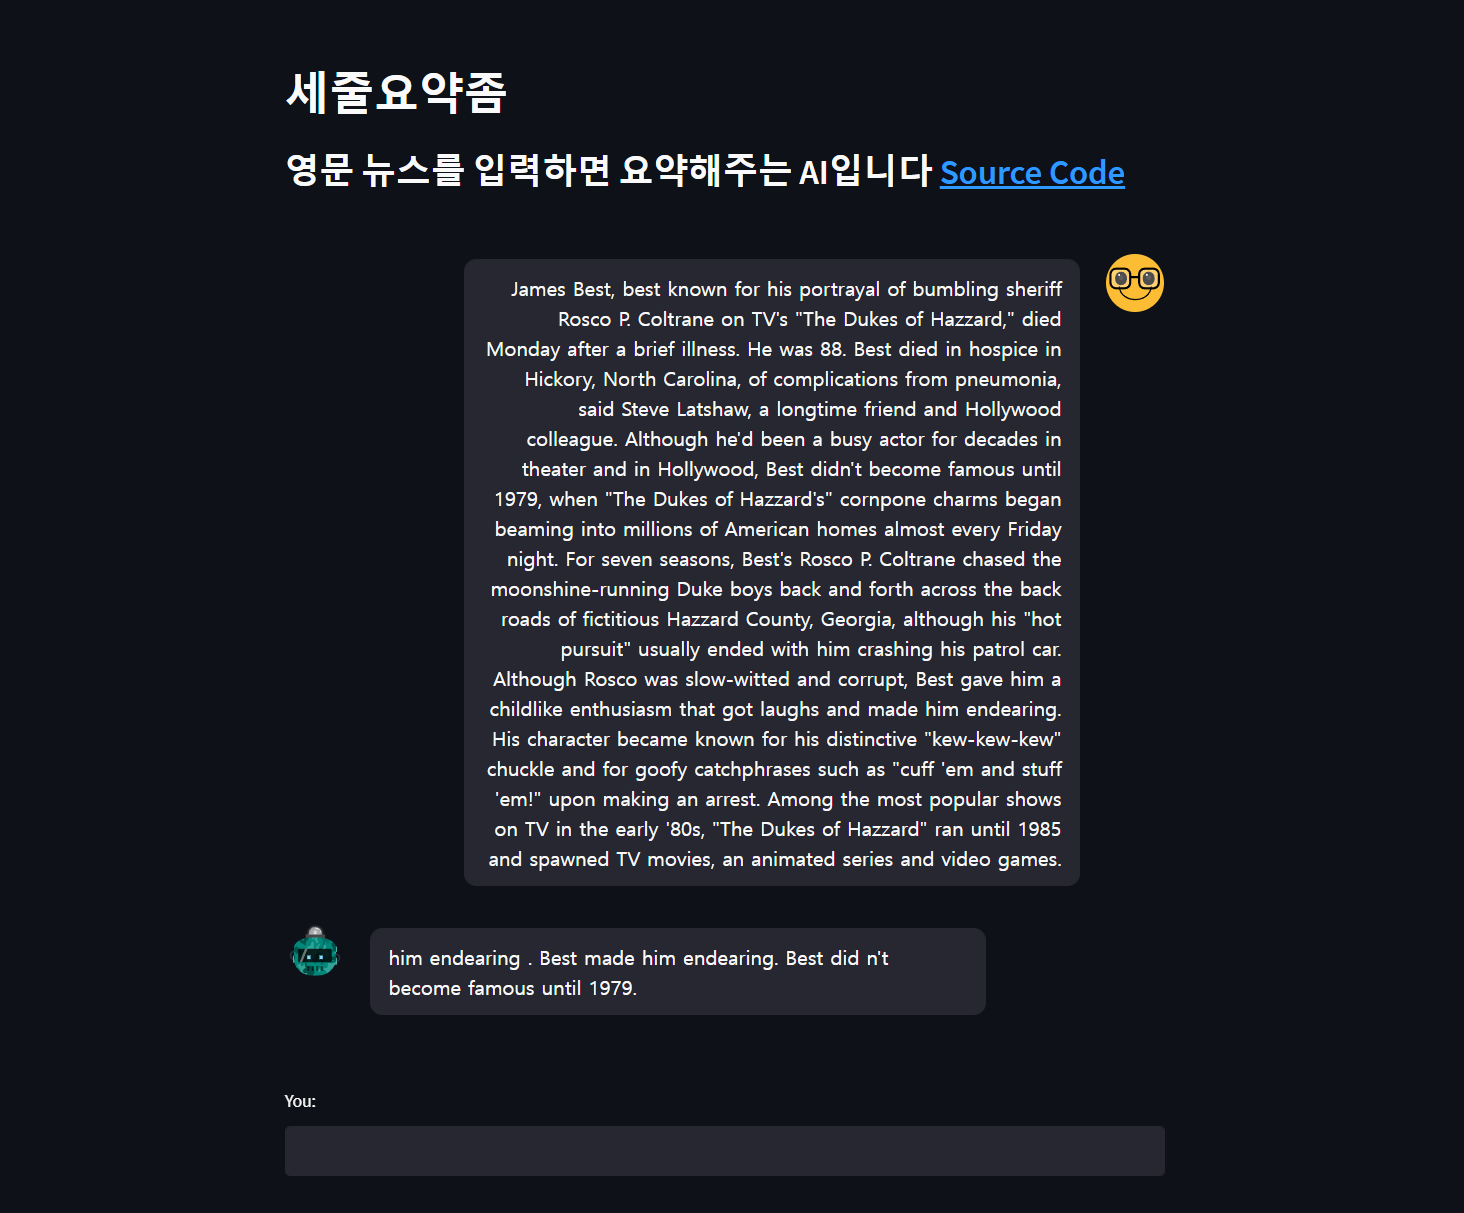 세줄요약좀
영문 뉴스를 입력하면 요약해주는 AI입니다 Source Code
James Best, best known for his portrayal of bumbling sheriff
Rosco P. Coltrane on TV's "The Dukes of Hazzard," died
Monday after a brief illness. He was 88. Best died in hospice in
Hickory, North Carolina, of complications from pneumonia,
said Steve Latshaw, a longtime friend and Hollywood
colleague. Although he'd been a busy actor for decades in
theater and in Hollywood, Best didn't become famous until
1979, when "The Dukes of Hazzard's" cornpone charms began
beaming into millions of American homes almost every Friday
night. For seven seasons, Best's Rosco P. Coltrane chased the
moonshine-running Duke boys back and forth across the back
roads of fictitious Hazzard County, Georgia, although his "hot
pursuit" usually ended with him crashing his patrol car.
Although Rosco was slow-witted and corrupt, Best gave him a
childlike enthusiasm that got laughs and made him endearing.
His character became known for his distinctive "kew-kew-kew"
chuckle and for goofy catchphrases such as "cuff 'em and stuff
'em!" upon making an arrest. Among the most popular shows
on TV in the early '80s, "The Dukes of Hazzard" ran until 1985
and spawned TV movies, an animated series and video games.
him endearing . Best made him endearing. Best did n't
become famous until 1979.
You: